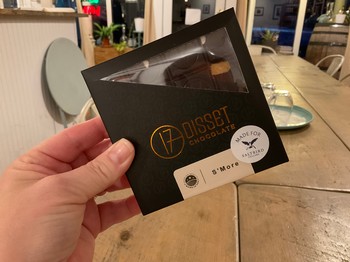 17 DISSET
CHOCOLATE
MADE FOR
S'More